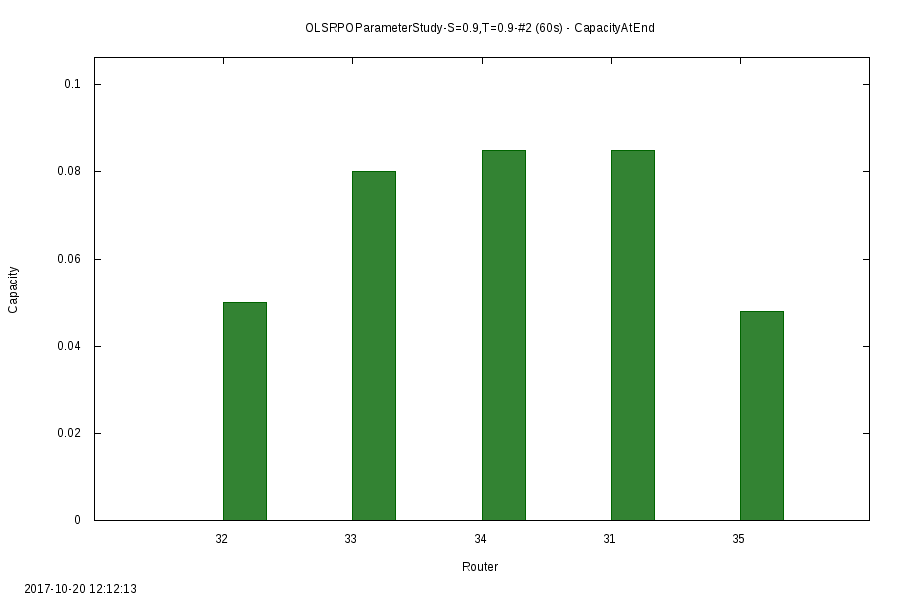 OLSRPOParameterStudy-S=0.9,T=0.9-#2 (60s) - CapacityAtEnd
0.1
0.08
0.06
0.04
0.02
0
Capacity
32 33 34 31 35
Router
2017-10-20 12:12:13